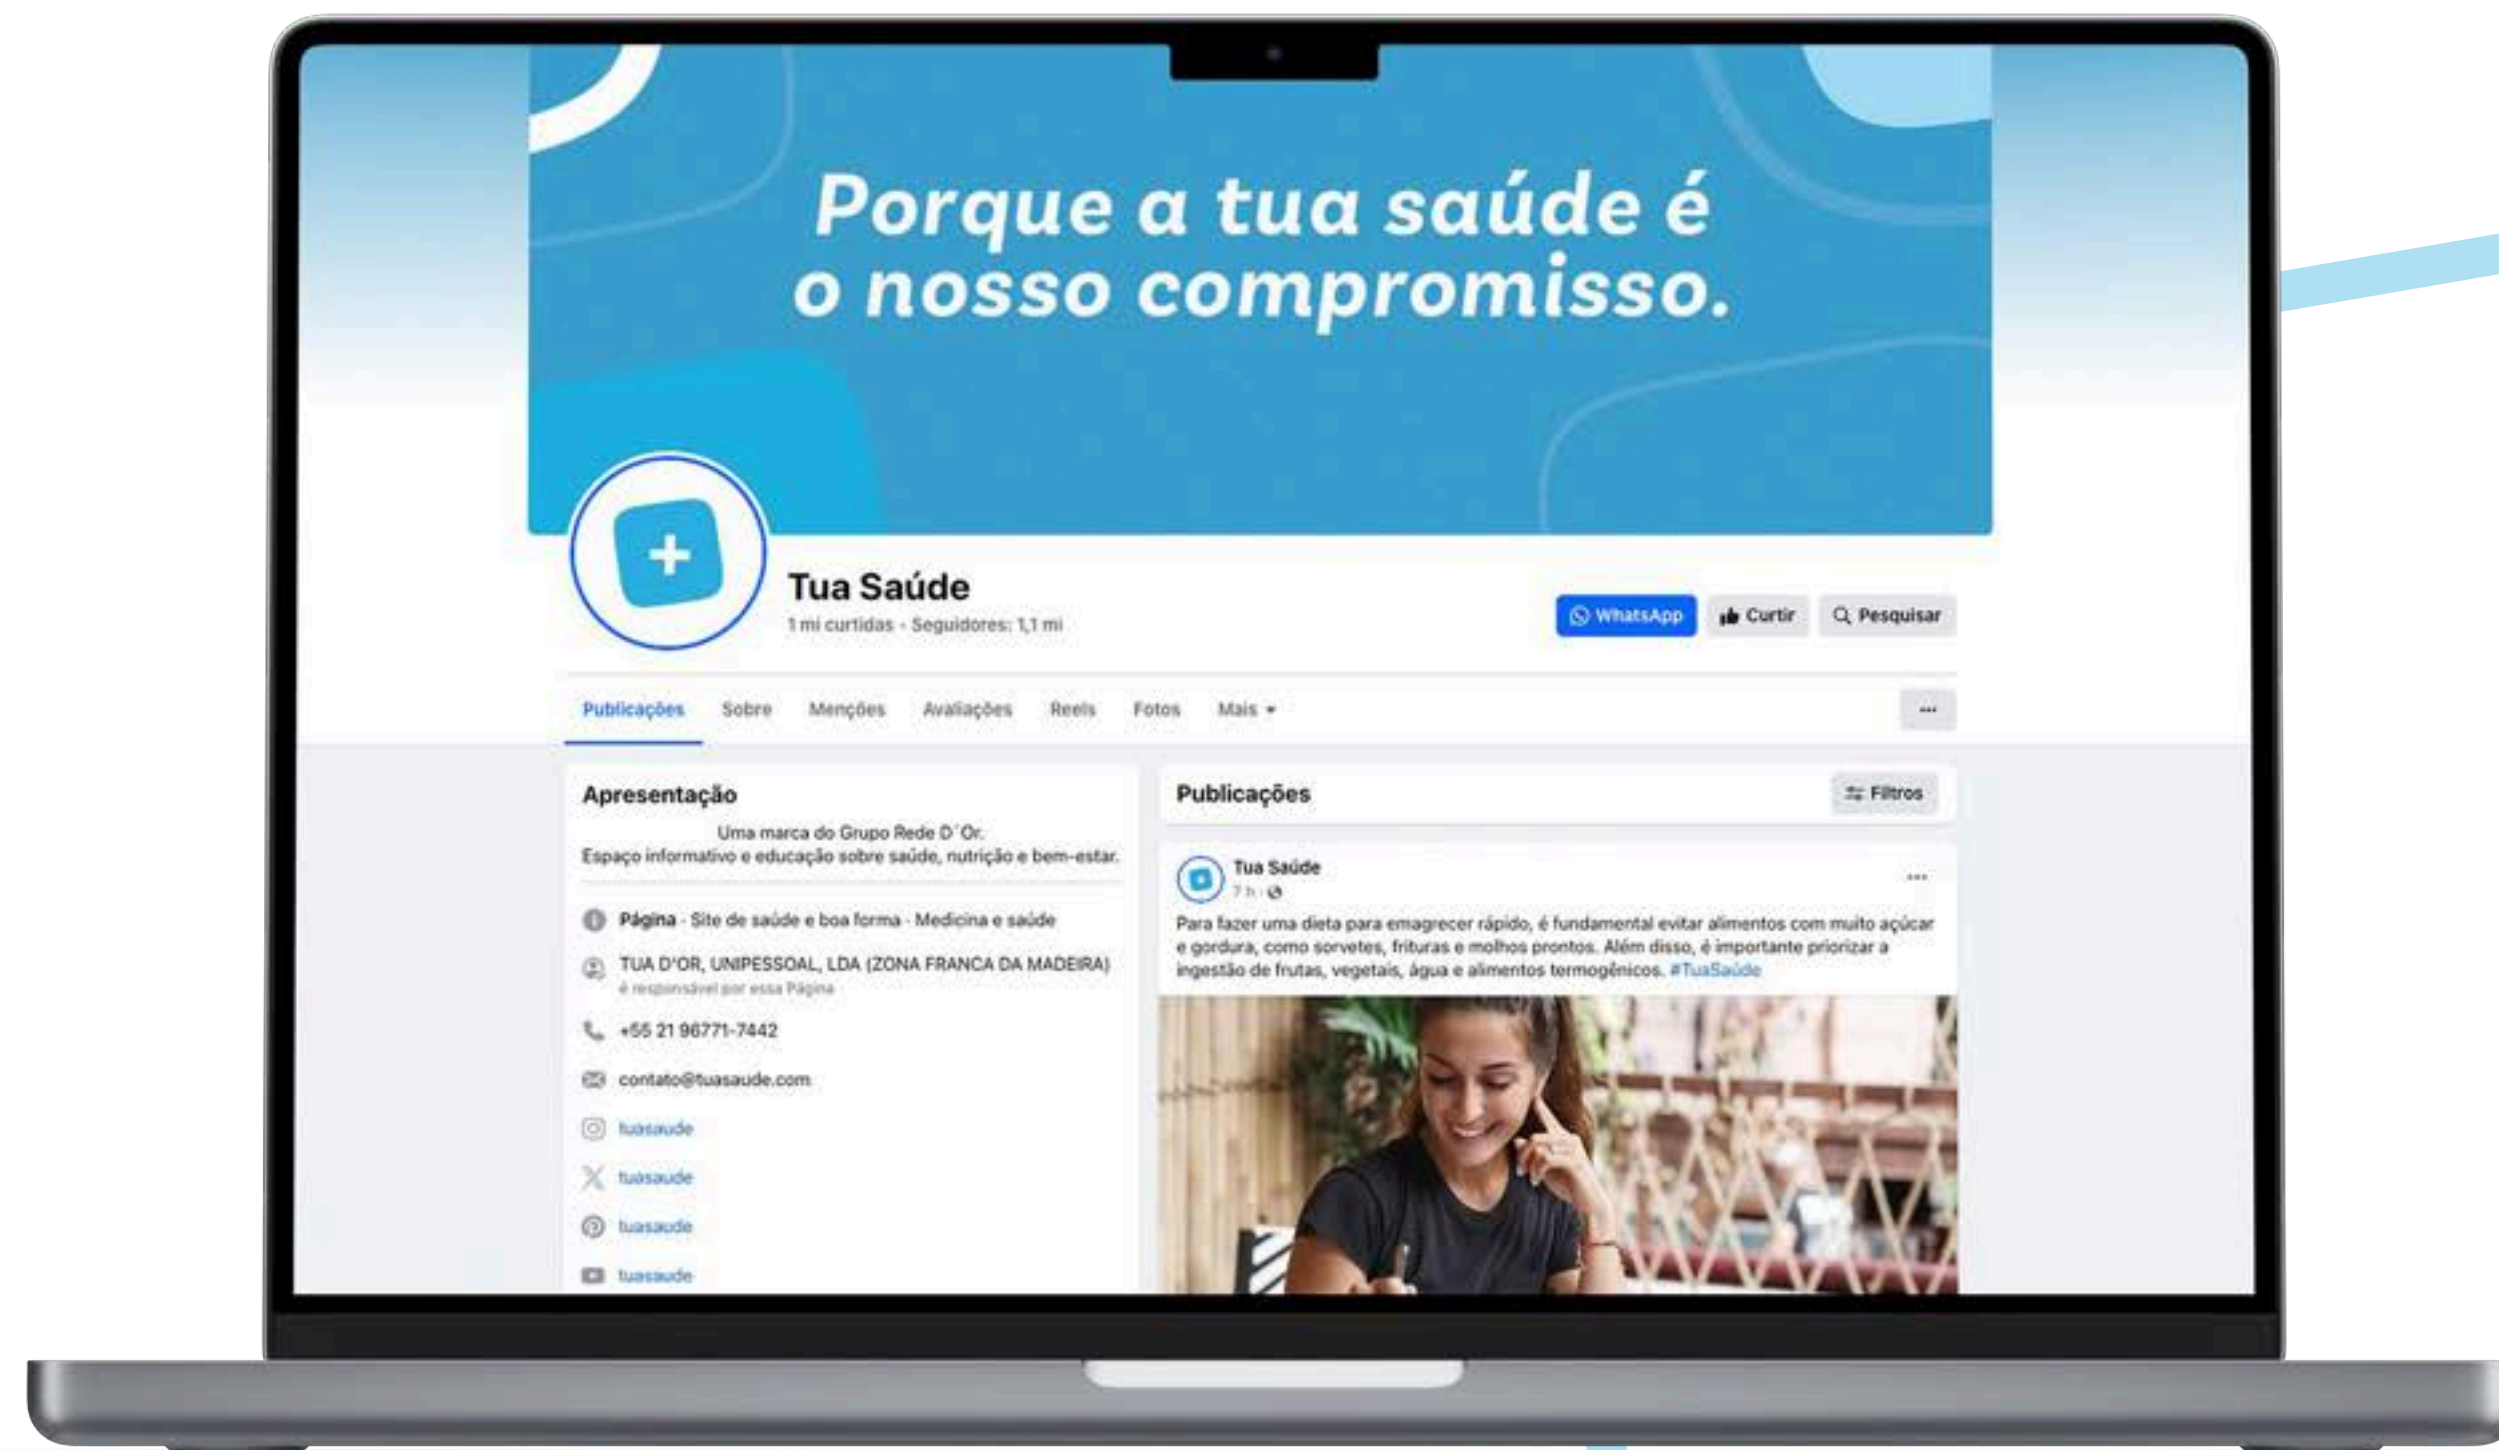 Porque a tua saúde é
o nosso compromisso.
Tua Saúde
1 mi curtidas • Seguidores: 1,1 mi
WhatsApp
Curtir
Pesquisar
Publicações Sobre Menções Avaliações Reels Fotos Mais
Apresentação
Uma marca do Grupo Rede D´Or.
Espaço informativo e educação sobre saúde, nutrição e bem-estar.
Página · Site de saúde e boa forma · Medicina e saúde
TUA D'OR, UNIPESSOAL, LDA (ZONA FRANCA DA MADEIRA)
é responsável por essa Página
+55 21 96771-7442
contato@tuasaude.com
tuasaude
tuasaude
tuasaude
tuasaude
Publicações
Filtros
Tua Saúde
7 h
Para fazer uma dieta para emagrecer rápido, é fundamental evitar alimentos com muito açúcar
e gordura, como sorvetes, frituras e molhos prontos. Além disso, é importante priorizar a
ingestão de frutas, vegetais, água e alimentos termogênicos. #TuaSaúde